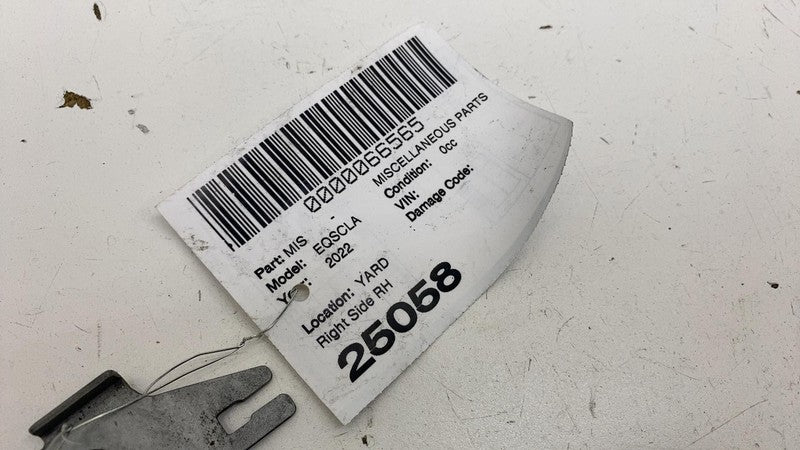 0000066565
Part: MIS - MISCELLANEOUS PARTS
Model: EQSCLA Condition: 0cc
2022 VIN:
Damage Code:
Location: YARD
Right Side RH
25058